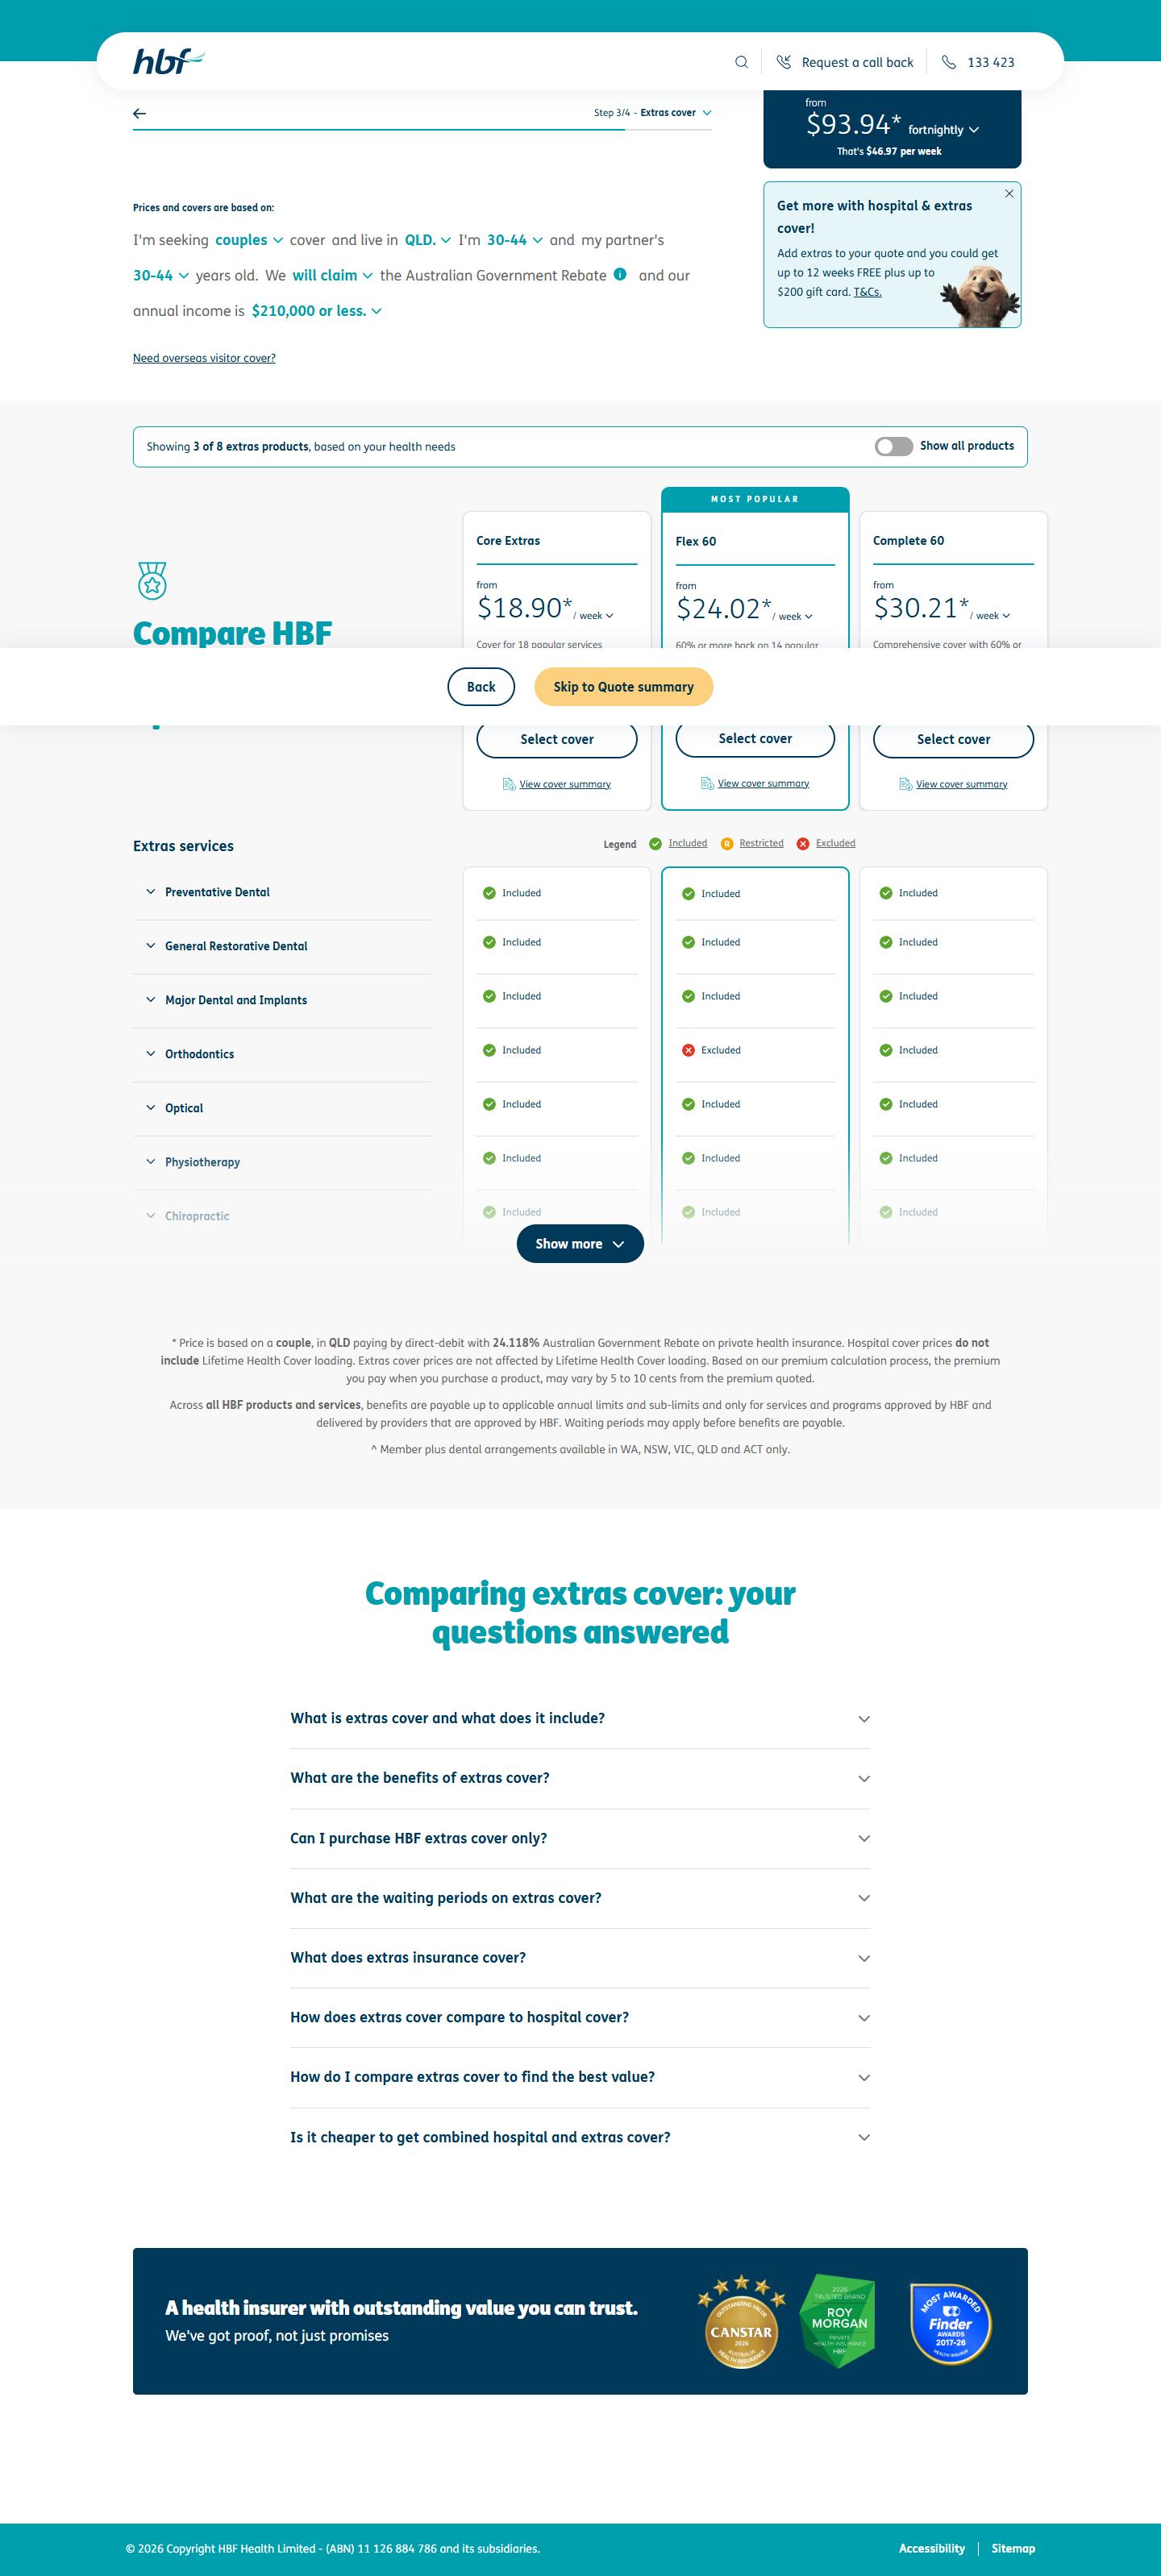 hbf
Request a call back
133 423
Step 3/4 - Extras cover
from
$93.94* fortnightly
That's $46.97 per week
Get more with hospital & extras
cover!
Add extras to your quote and you could get
up to 12 weeks FREE plus up to
$200 gift card. T&Cs.
Prices and covers are based on:
I'm seeking couples cover and live in QLD. I'm 30-44 and my partner's
30-44 years old. We will claim the Australian Government Rebate i and our
annual income is $210,000 or less.
Need overseas visitor cover?
Showing 3 of 8 extras products, based on your health needs
Show all products
Compare HBF
Core Extras
from
$18.90* / week
Cover for 18 popular services
Select cover
View cover summary
MOST POPULAR
Flex 60
from
$24.02* / week
60% or more back on 14 popular
Select cover
View cover summary
Complete 60
from
$30.21* / week
Comprehensive cover with 60% or
Select cover
View cover summary
Back
Skip to Quote summary
Extras services
Legend Included R Restricted Excluded
Preventative Dental Included Included Included
General Restorative Dental Included Included Included
Major Dental and Implants Included Included Included
Orthodontics Included Excluded Included
Optical Included Included Included
Physiotherapy Included Included Included
Chiropractic Included Included Included
Show more
* Price is based on a couple, in QLD paying by direct-debit with 24.118% Australian Government Rebate on private health insurance. Hospital cover prices do not
include Lifetime Health Cover loading. Extras cover prices are not affected by Lifetime Health Cover loading. Based on our premium calculation process, the premium
you pay when you purchase a product, may vary by 5 to 10 cents from the premium quoted.
Across all HBF products and services, benefits are payable up to applicable annual limits and sub-limits and only for services and programs approved by HBF and
delivered by providers that are approved by HBF. Waiting periods may apply before benefits are payable.
^ Member plus dental arrangements available in WA, NSW, VIC, QLD and ACT only.
Comparing extras cover: your
questions answered
What is extras cover and what does it include?
What are the benefits of extras cover?
Can I purchase HBF extras cover only?
What are the waiting periods on extras cover?
What does extras insurance cover?
How does extras cover compare to hospital cover?
How do I compare extras cover to find the best value?
Is it cheaper to get combined hospital and extras cover?
A health insurer with outstanding value you can trust.
We've got proof, not just promises
OUTSTANDING VALUE
CANSTAR
2026
AUSTRALIA
HEALTH INSURANCE
2026
TRUSTED BRAND
ROY
MORGAN
PRIVATE
HEALTH INSURANCE
HBF
MOST AWARDED
Finder
AWARDS
2017-26
HEALTH INSURER
© 2026 Copyright HBF Health Limited - (ABN) 11 126 884 786 and its subsidiaries.
Accessibility
Sitemap